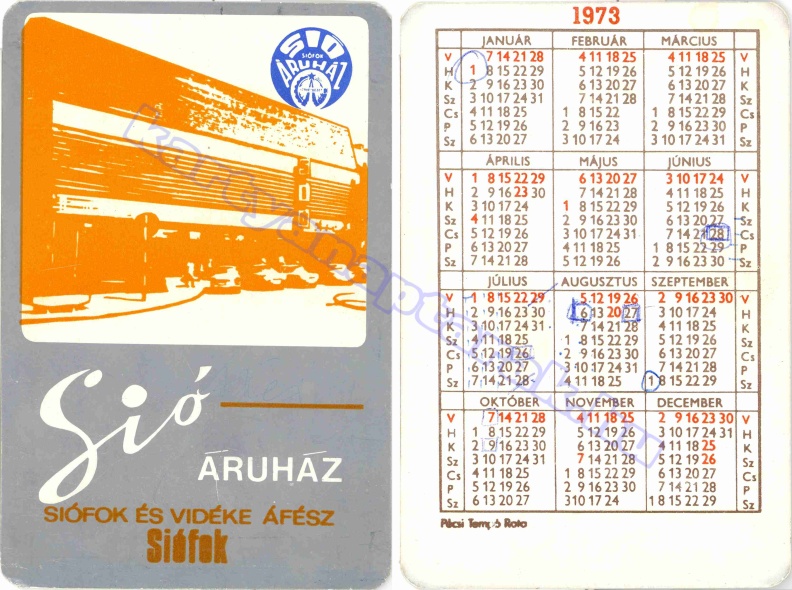 SIÓ
SIÓFOK
ÁRUHÁZ
kartyanaptarak.hu
Sió
ÁRUHÁZ
SIÓFOK ÉS VIDÉKE ÁFÉSZ
Siófok
1973
JANUÁR FEBRUÁR MÁRCIUS
V 7 14 21 28 4 11 18 25 4 11 18 25 V
H 1 8 15 22 29 5 12 19 26 5 12 19 26 H
K 2 9 16 23 30 6 13 20 27 6 13 20 27 K
Sz 3 10 17 24 31 7 14 21 28 7 14 21 28 Sz
Cs 4 11 18 25 1 8 15 22 1 8 15 22 29 Cs
P 5 12 19 26 2 9 16 23 2 9 16 23 30 P
Sz 6 13 20 27 3 10 17 24 3 10 17 24 31 Sz
ÁPRILIS MÁJUS JÚNIUS
V 1 8 15 22 29 6 13 20 27 3 10 17 24 V
H 2 9 16 23 30 7 14 21 28 4 11 18 25 H
K 3 10 17 24 1 8 15 22 29 5 12 19 26 K
Sz 4 11 18 25 2 9 16 23 30 6 13 20 27 Sz
Cs 5 12 19 26 3 10 17 24 31 7 14 21 28 Cs
P 6 13 20 27 4 11 18 25 1 8 15 22 29 P
Sz 7 14 21 28 5 12 19 26 2 9 16 23 30 Sz
JÚLIUS AUGUSZTUS SZEPTEMBER
V 1 8 15 22 29 5 12 19 26 2 9 16 23 30 V
H 2 9 16 23 30 6 13 20 27 3 10 17 24 H
K 3 10 17 24 31 7 14 21 28 4 11 18 25 K
Sz 4 11 18 25 1 8 15 22 29 5 12 19 26 Sz
Cs 5 12 19 26 2 9 16 23 30 6 13 20 27 Cs
P 6 13 20 27 3 10 17 24 31 7 14 21 28 P
Sz 7 14 21 28 4 11 18 25 1 8 15 22 29 Sz
OKTÓBER NOVEMBER DECEMBER
V 7 14 21 28 4 11 18 25 2 9 16 23 30 V
H 1 8 15 22 29 5 12 19 26 3 10 17 24 31 H
K 2 9 16 23 30 6 13 20 27 4 11 18 25 K
Sz 3 10 17 24 31 7 14 21 28 5 12 19 26 Sz
Cs 4 11 18 25 1 8 15 22 29 6 13 20 27 Cs
P 5 12 19 26 2 9 16 23 30 7 14 21 28 P
Sz 6 13 20 27 3 10 17 24 1 8 15 22 29 Sz
Pécsi Tempó Rota